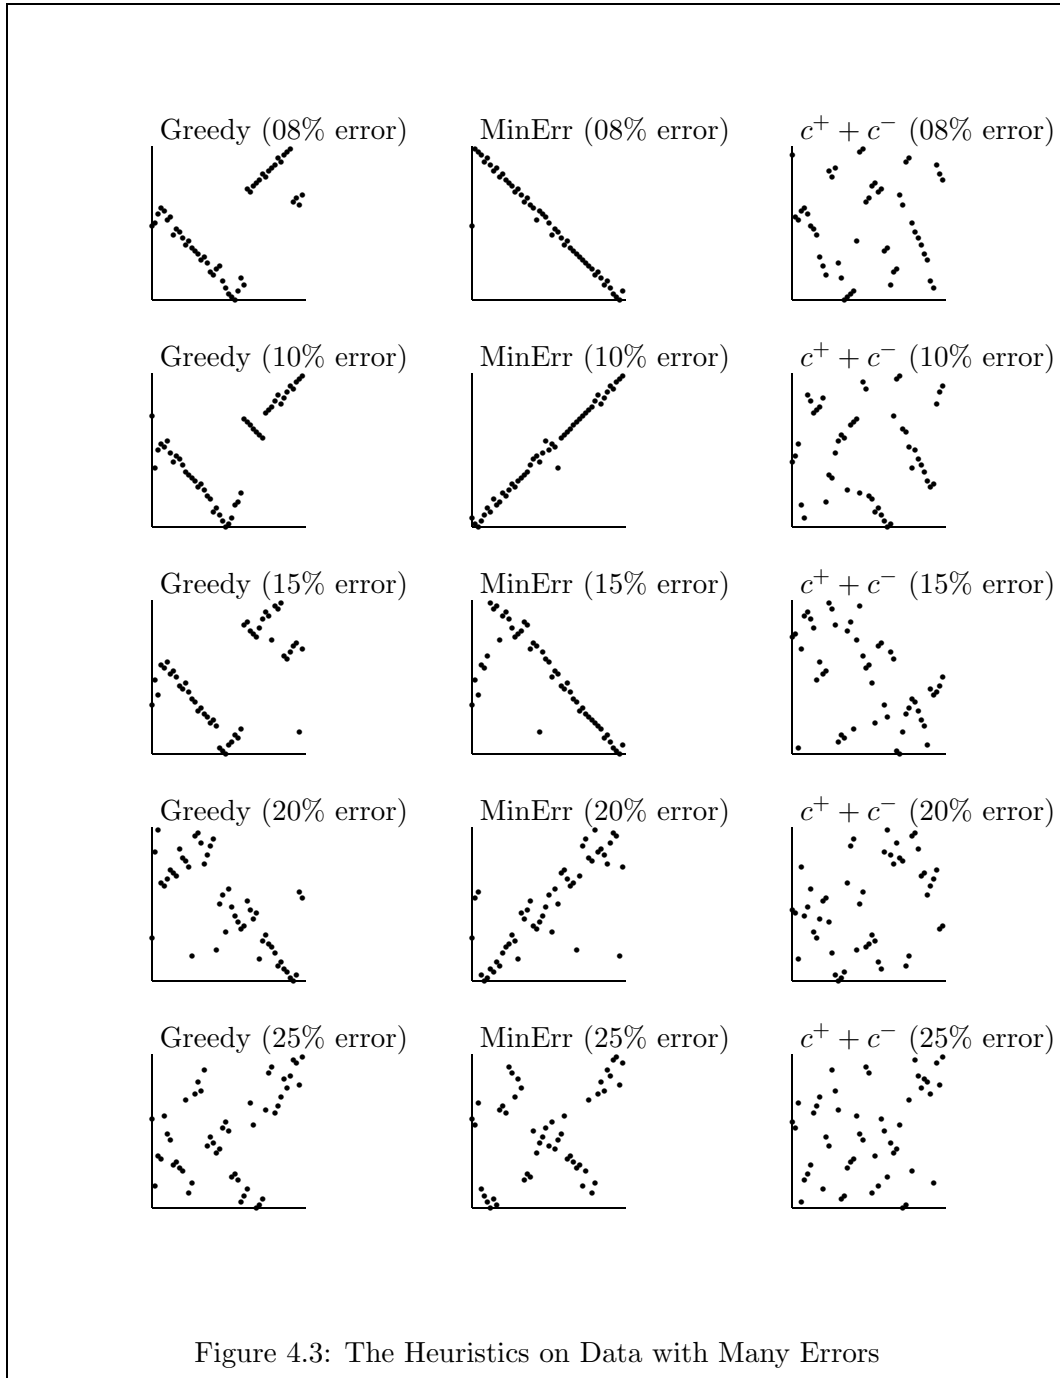 Greedy (08% error) MinErr (08% error) c⁺ + c⁻ (08% error)
Greedy (10% error) MinErr (10% error) c⁺ + c⁻ (10% error)
Greedy (15% error) MinErr (15% error) c⁺ + c⁻ (15% error)
Greedy (20% error) MinErr (20% error) c⁺ + c⁻ (20% error)
Greedy (25% error) MinErr (25% error) c⁺ + c⁻ (25% error)
Figure 4.3: The Heuristics on Data with Many Errors